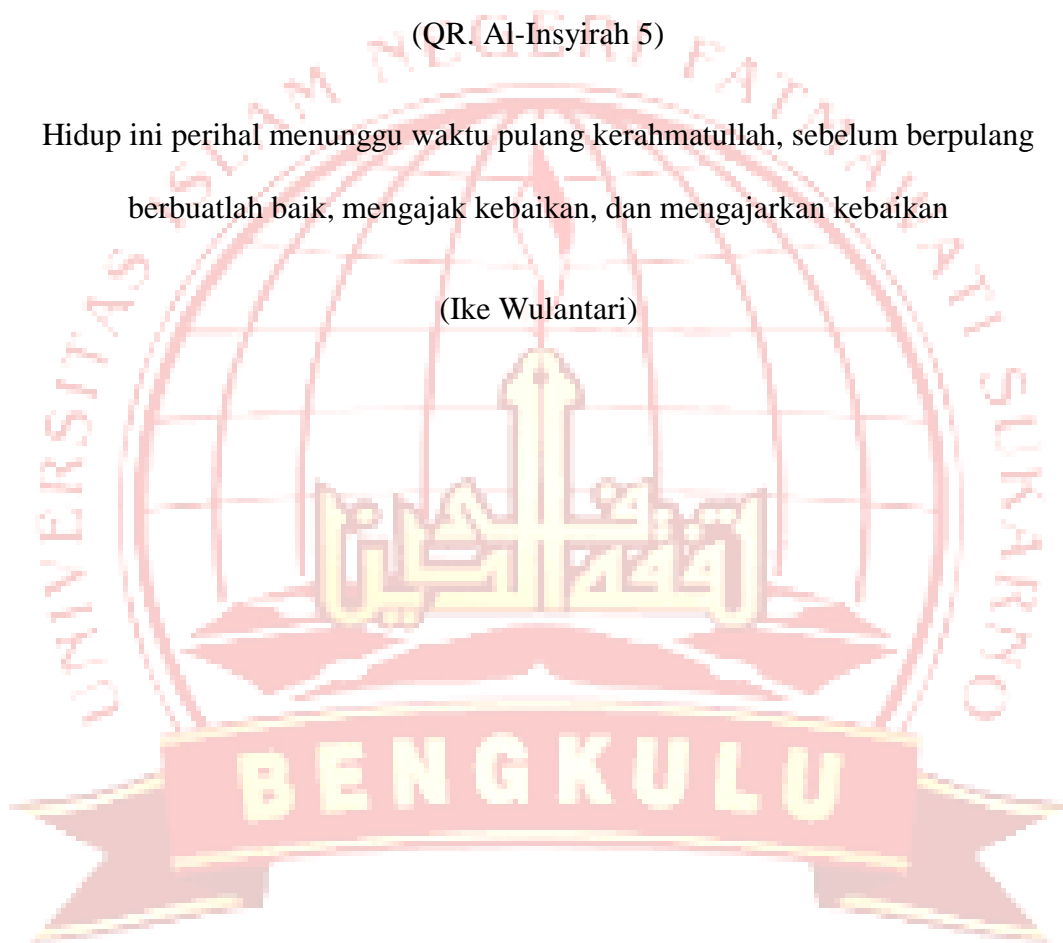 (QR. Al-Insyirah 5)
Hidup ini perihal menunggu waktu pulang kerahmatullah, sebelum berpulang
berbuatlah baik, mengajak kebaikan, dan mengajarkan kebaikan
(Ike Wulantari)
UNIVERSITAS ISLAM NEGERI FATMAWATI SUKARNO
BENGKULU